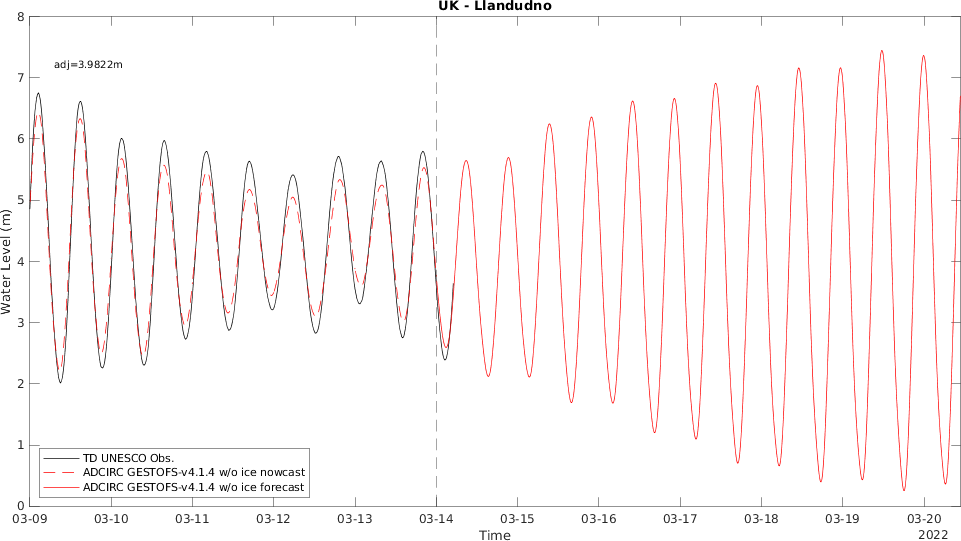 UK - Llandudno
8
adj=3.9822m
7
6
5
4
3
2
1
0
Water Level (m)
TD UNESCO Obs.
ADCIRC GESTOFS-v4.1.4 w/o ice nowcast
ADCIRC GESTOFS-v4.1.4 w/o ice forecast
03-09 03-10 03-11 03-12 03-13 03-14 03-15 03-16 03-17 03-18 03-19 03-20
Time
2022